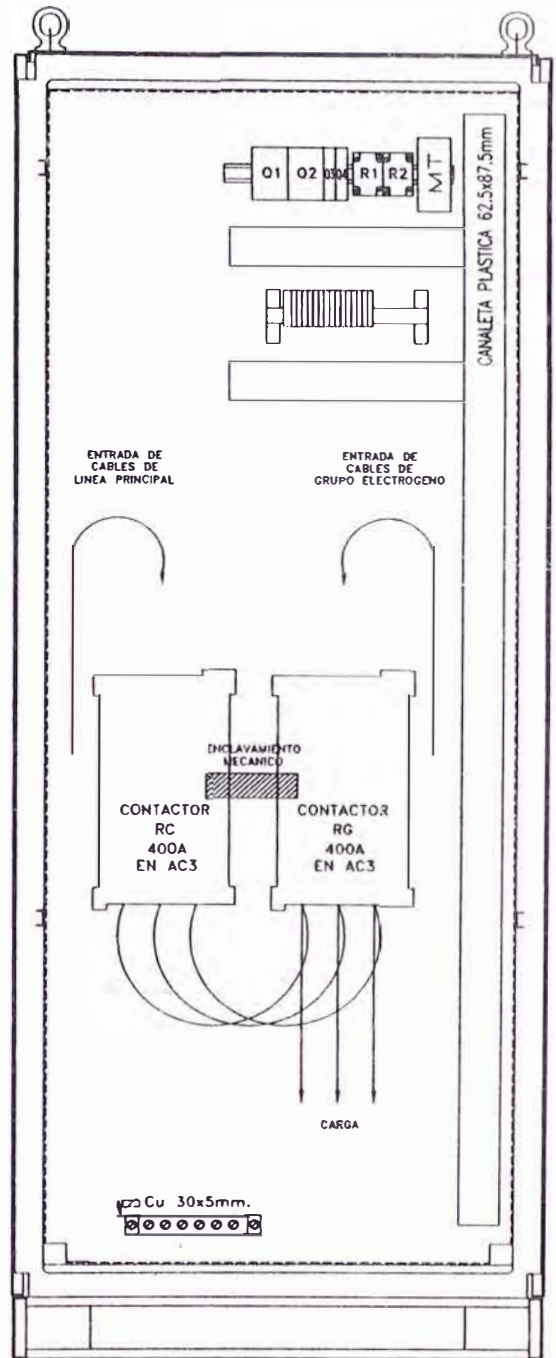 Q1 Q2 Q3Q4 R1 R2 MT
CANALETA PLASTICA 62.5x87.5mm
ENTRADA DE
CABLES DE
LINEA PRINCIPAL
ENTRADA DE
CABLES DE
GRUPO ELECTROGENO
ENCLAVAMIENTO
MECANICO
CONTACTOR
RC
400A
EN AC3
CONTACTOR
RG
400A
EN AC3
CARGA
Cu 30x5mm.